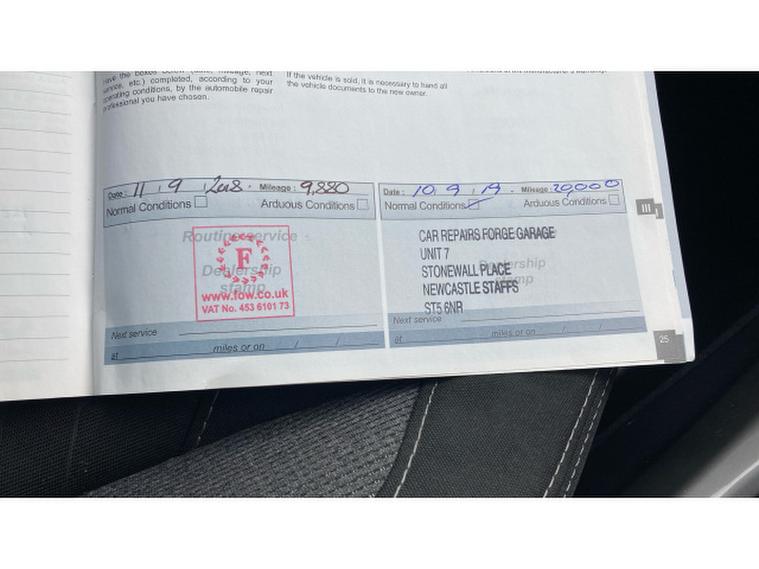 have the boxes below (date, mileage, next
service, etc.) completed, according to your
operating conditions, by the automobile repair
professional you have chosen.
If the vehicle is sold, it is necessary to hand all
the vehicle documents to the new owner.
Date: 11 / 9 / 2018 . Mileage: 9,880
Normal Conditions Arduous Conditions
Routine service
Dealership
stamp
F
www.fow.co.uk
VAT No. 453 6101 73
Next service
at miles or on / /
Date: 10 / 9 / 19 . Mileage: 20,000
Normal Conditions Arduous Conditions
CAR REPAIRS FORGE GARAGE
UNIT 7
STONEWALL PLACE
NEWCASTLE STAFFS
ST5 6NR
Dealership
stamp
Next service
at miles or on / /
III
25